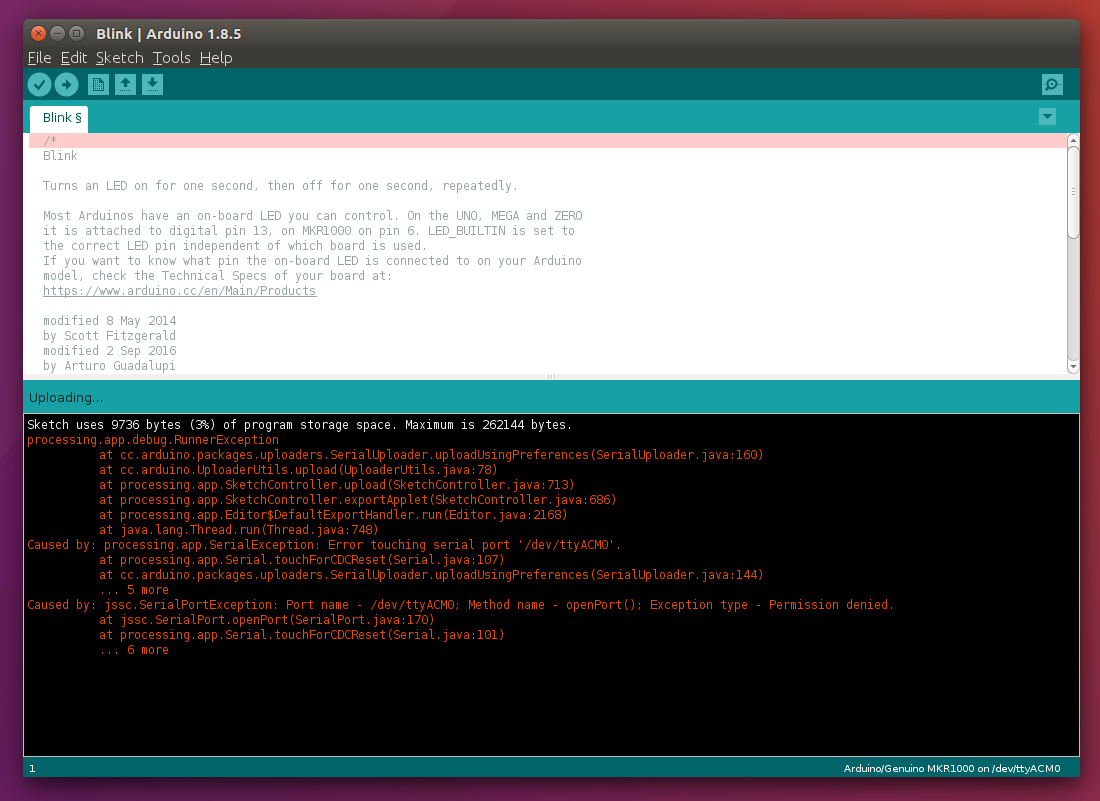 Blink | Arduino 1.8.5
File Edit Sketch Tools Help
Blink §
/*
Blink
Turns an LED on for one second, then off for one second, repeatedly.
Most Arduinos have an on-board LED you can control. On the UNO, MEGA and ZERO
it is attached to digital pin 13, on MKR1000 on pin 6. LED_BUILTIN is set to
the correct LED pin independent of which board is used.
If you want to know what pin the on-board LED is connected to on your Arduino
model, check the Technical Specs of your board at:
https://www.arduino.cc/en/Main/Products
modified 8 May 2014
by Scott Fitzgerald
modified 2 Sep 2016
by Arturo Guadalupi
Uploading...
Sketch uses 9736 bytes (3%) of program storage space. Maximum is 262144 bytes.
processing.app.debug.RunnerException
at cc.arduino.packages.uploaders.SerialUploader.uploadUsingPreferences(SerialUploader.java:160)
at cc.arduino.UploaderUtils.upload(UploaderUtils.java:78)
at processing.app.SketchController.upload(SketchController.java:713)
at processing.app.SketchController.exportApplet(SketchController.java:686)
at processing.app.Editor$DefaultExportHandler.run(Editor.java:2168)
at java.lang.Thread.run(Thread.java:748)
Caused by: processing.app.SerialException: Error touching serial port '/dev/ttyACM0'.
at processing.app.Serial.touchForCDCReset(Serial.java:107)
at cc.arduino.packages.uploaders.SerialUploader.uploadUsingPreferences(SerialUploader.java:144)
... 5 more
Caused by: jssc.SerialPortException: Port name - /dev/ttyACM0; Method name - openPort(); Exception type - Permission denied.
at jssc.SerialPort.openPort(SerialPort.java:170)
at processing.app.Serial.touchForCDCReset(Serial.java:101)
... 6 more
1
Arduino/Genuino MKR1000 on /dev/ttyACM0